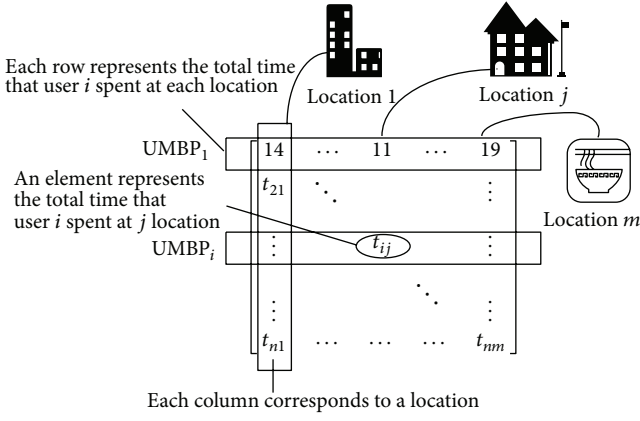 Each row represents the total time
that user i spent at each location
Location 1
Location j
UMBP₁ 14 ⋯ 11 ⋯ 19
An element represents
the total time that
user i spent at j location
t₂₁ ⋱ ⋮
Location m
UMBPᵢ ⋮ tᵢⱼ ⋮
⋮ ⋱ ⋮
tₙ₁ ⋯ ⋯ ⋯ tₙₘ
Each column corresponds to a location